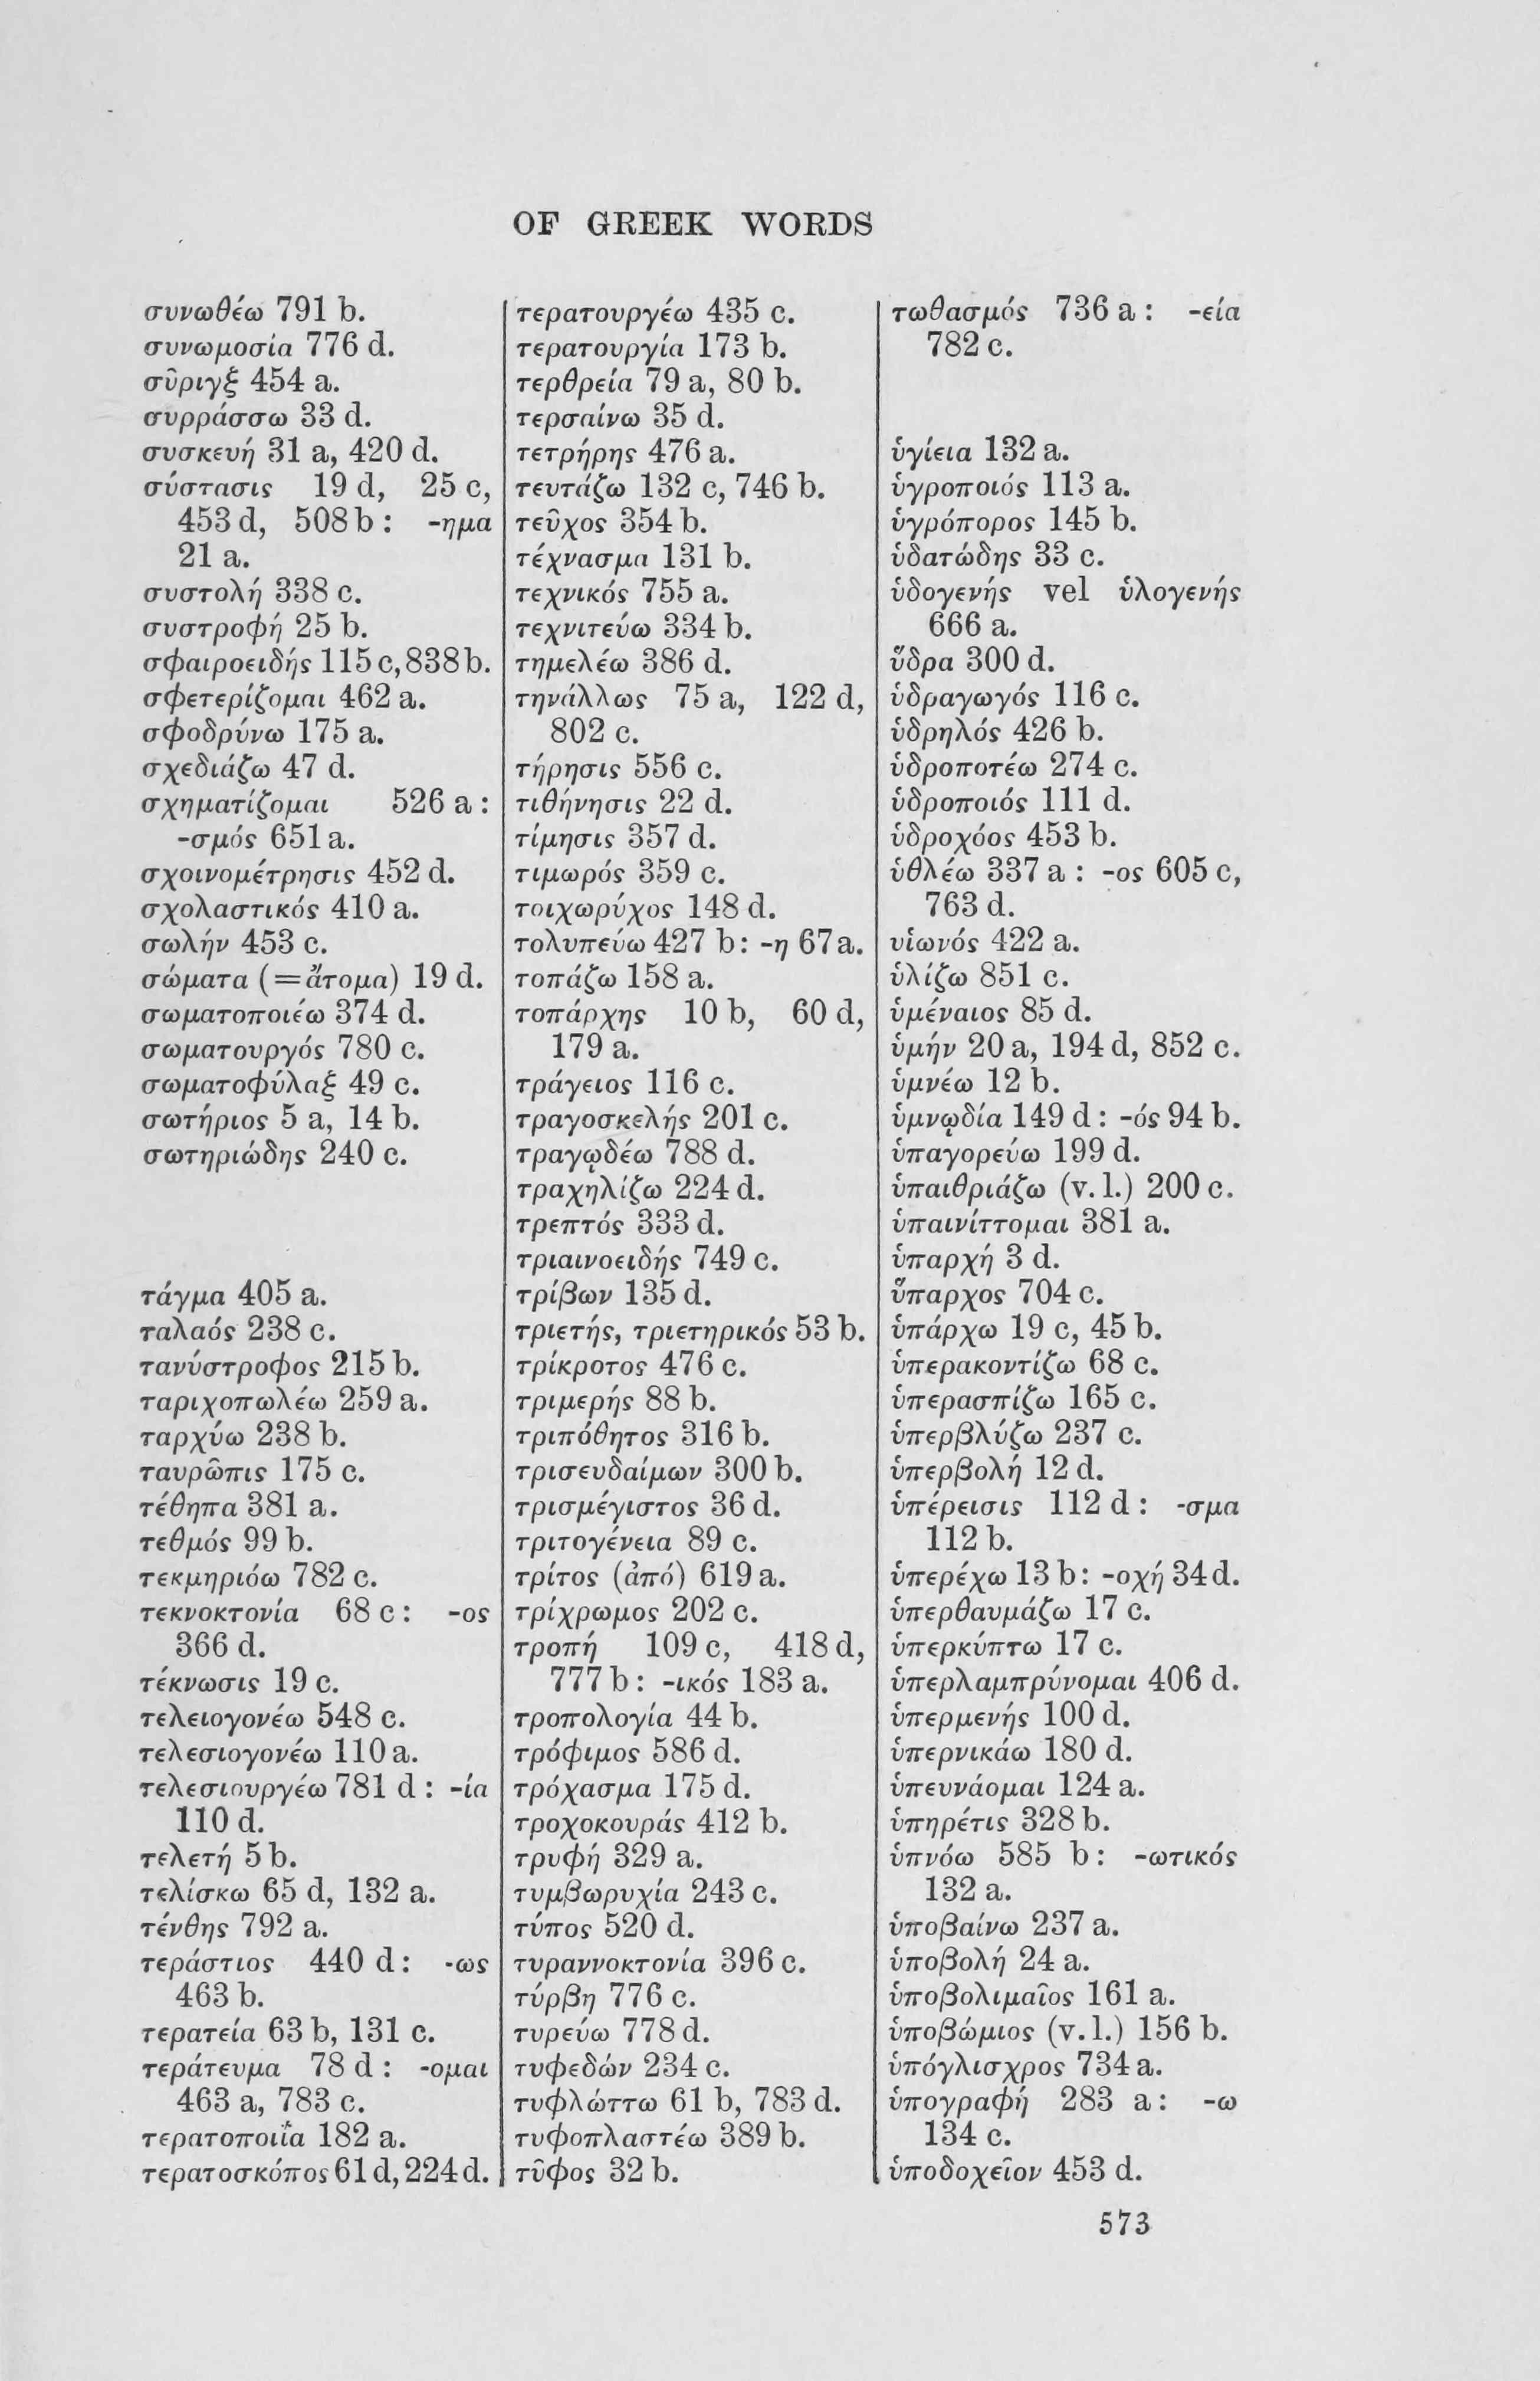 OF GREEK WORDS
συνωθέω 791 b.
συνωμοσία 776 d.
σῦριγξ 454 a.
συρράσσω 33 d.
συσκευή 31 a, 420 d.
σύστασις 19 d, 25 c,
453 d, 508 b : -ημα
21 a.
συστολή 338 c.
συστροφή 25 b.
σφαιροειδής 115 c, 838 b.
σφετερίζομαι 462 a.
σφοδρύνω 175 a.
σχεδιάζω 47 d.
σχηματίζομαι 526 a :
-σμός 651 a.
σχοινομέτρησις 452 d.
σχολαστικός 410 a.
σωλήν 453 c.
σώματα (=ἄτομα) 19 d.
σωματοποιέω 374 d.
σωματουργός 780 c.
σωματοφύλαξ 49 c.
σωτήριος 5 a, 14 b.
σωτηριώδης 240 c.
τάγμα 405 a.
ταλαός 238 c.
τανύστροφος 215 b.
ταριχοπωλέω 259 a.
ταρχύω 238 b.
ταυρῶπις 175 c.
τέθηπα 381 a.
τεθμός 99 b.
τεκμηριόω 782 c.
τεκνοκτονία 68 c : -ος
366 d.
τέκνωσις 19 c.
τελειογονέω 548 c.
τελεσιογονέω 110 a.
τελεσιουργέω 781 d : -ία
110 d.
τελετή 5 b.
τελίσκω 65 d, 132 a.
τένθης 792 a.
τεράστιος 440 d : -ως
463 b.
τερατεία 63 b, 131 c.
τεράτευμα 78 d : -ομαι
463 a, 783 c.
τερατοποιΐα 182 a.
τερατοσκόπος 61 d, 224 d.
τερατουργέω 435 c.
τερατουργία 173 b.
τερθρεία 79 a, 80 b.
τερσαίνω 35 d.
τετρήρης 476 a.
τευτάζω 132 c, 746 b.
τεῦχος 354 b.
τέχνασμα 131 b.
τεχνικός 755 a.
τεχνιτεύω 334 b.
τημελέω 386 d.
τηνάλλως 75 a, 122 d,
802 c.
τήρησις 556 c.
τιθήνησις 22 d.
τίμησις 357 d.
τιμωρός 359 c.
τοιχωρύχος 148 d.
τολυπεύω 427 b : -η 67 a.
τοπάζω 158 a.
τοπάρχης 10 b, 60 d,
179 a.
τράγειος 116 c.
τραγοσκελής 201 c.
τραγῳδέω 788 d.
τραχηλίζω 224 d.
τρεπτός 333 d.
τριαινοειδής 749 c.
τρίβων 135 d.
τριετής, τριετηρικός 53 b.
τρίκροτος 476 c.
τριμερής 88 b.
τριπόθητος 316 b.
τρισευδαίμων 300 b.
τρισμέγιστος 36 d.
τριτογένεια 89 c.
τρίτος (ἀπό) 619 a.
τρίχρωμος 202 c.
τροπή 109 c, 418 d,
777 b : -ικός 183 a.
τροπολογία 44 b.
τρόφιμος 586 d.
τρόχασμα 175 d.
τροχοκουράς 412 b.
τρυφή 329 a.
τυμβωρυχία 243 c.
τύπος 520 d.
τυραννοκτονία 396 c.
τύρβη 776 c.
τυρεύω 778 d.
τυφεδών 234 c.
τυφλώττω 61 b, 783 d.
τυφοπλαστέω 389 b.
τῦφος 32 b.
τωθασμός 736 a : -εία
782 c.
ὑγίεια 132 a.
ὑγροποιός 113 a.
ὑγρόπορος 145 b.
ὑδατώδης 33 c.
ὑδογενής vel ὑλογενής
666 a.
ὕδρα 300 d.
ὑδραγωγός 116 c.
ὑδρηλός 426 b.
ὑδροποτέω 274 c.
ὑδροποιός 111 d.
ὑδροχόος 453 b.
ὑθλέω 337 a : -ος 605 c,
763 d.
υἱωνός 422 a.
ὑλίζω 851 c.
ὑμέναιος 85 d.
ὑμήν 20 a, 194 d, 852 c.
ὑμνέω 12 b.
ὑμνῳδία 149 d : -ός 94 b.
ὑπαγορεύω 199 d.
ὑπαιθριάζω (v. l.) 200 c.
ὑπαινίττομαι 381 a.
ὑπαρχή 3 d.
ὕπαρχος 704 c.
ὑπάρχω 19 c, 45 b.
ὑπερακοντίζω 68 c.
ὑπερασπίζω 165 c.
ὑπερβλύζω 237 c.
ὑπερβολή 12 d.
ὑπέρεισις 112 d : -σμα
112 b.
ὑπερέχω 13 b : -οχή 34 d.
ὑπερθαυμάζω 17 c.
ὑπερκύπτω 17 c.
ὑπερλαμπρύνομαι 406 d.
ὑπερμενής 100 d.
ὑπερνικάω 180 d.
ὑπευνάομαι 124 a.
ὑπηρέτις 328 b.
ὑπνόω 585 b : -ωτικός
132 a.
ὑποβαίνω 237 a.
ὑποβολή 24 a.
ὑποβολιμαῖος 161 a.
ὑποβώμιος (v. l.) 156 b.
ὑπόγλισχρος 734 a.
ὑπογραφή 283 a : -ω
134 c.
ὑποδοχεῖον 453 d.
573